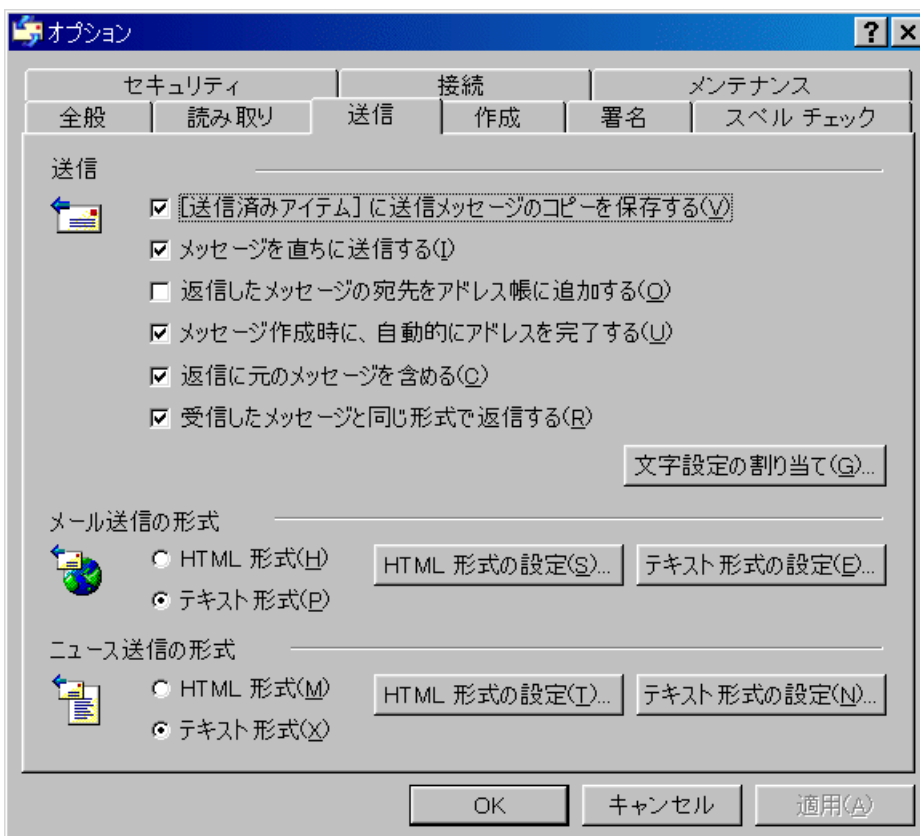 オプション
セキュリティ 接続 メンテナンス
全般 読み取り 送信 作成 署名 スペル チェック
送信
[送信済みアイテム] に送信メッセージのコピーを保存する(V)
メッセージを直ちに送信する(I)
返信したメッセージの宛先をアドレス帳に追加する(O)
メッセージ作成時に、自動的にアドレスを完了する(U)
返信に元のメッセージを含める(C)
受信したメッセージと同じ形式で返信する(R)
文字設定の割り当て(G)...
メール送信の形式
HTML 形式(H) HTML 形式の設定(S)... テキスト形式の設定(E)...
テキスト形式(P)
ニュース送信の形式
HTML 形式(M) HTML 形式の設定(T)... テキスト形式の設定(N)...
テキスト形式(X)
OK キャンセル 適用(A)